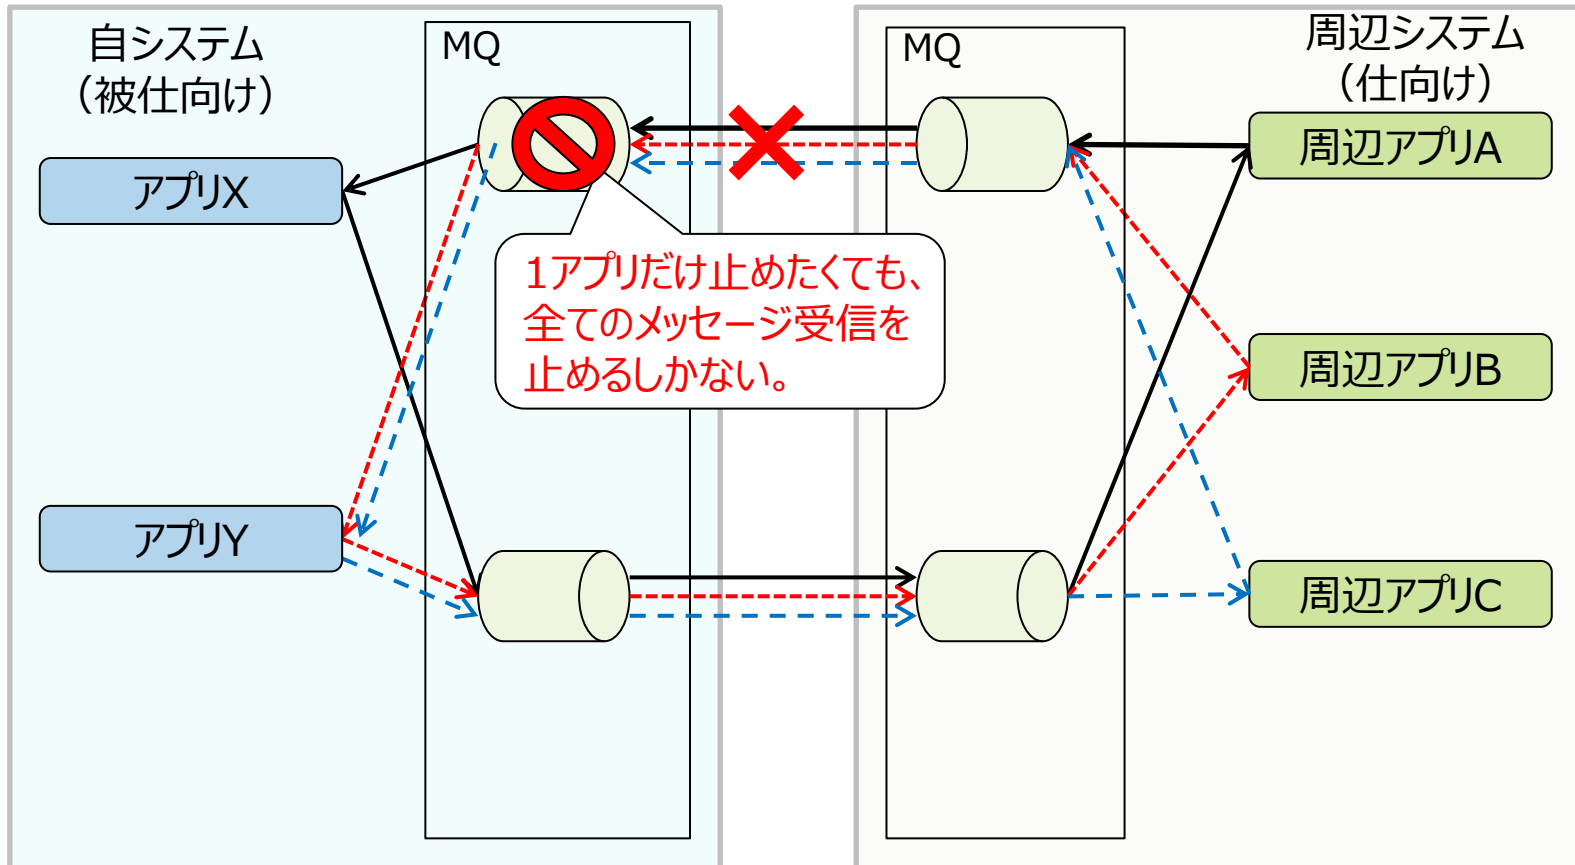 自システム
（被仕向け）
MQ
MQ
周辺システム
（仕向け）
周辺アプリA
アプリX
1アプリだけ止めたくても、
全てのメッセージ受信を
止めるしかない。
周辺アプリB
アプリY
周辺アプリC